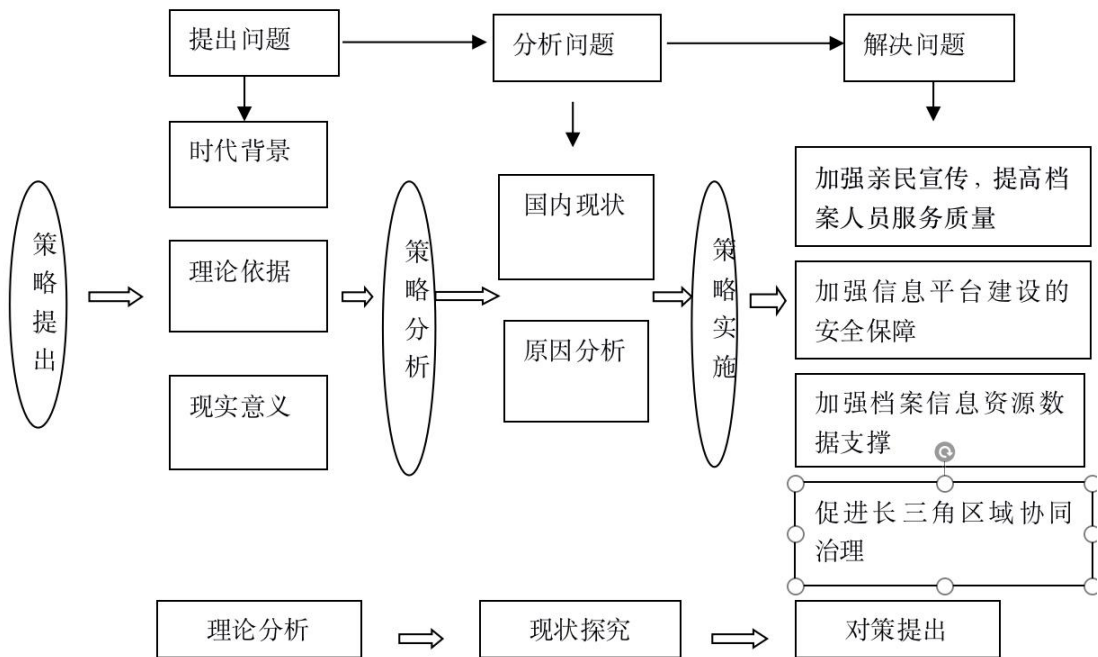 提出问题
分析问题
解决问题
时代背景
理论依据
现实意义
国内现状
原因分析
加强亲民宣传，提高档
案人员服务质量
加强信息平台建设的
安全保障
加强档案信息资源数
据支撑
促进长三角区域协同
治理
策略提出
策略分析
策略实施
理论分析
现状探究
对策提出